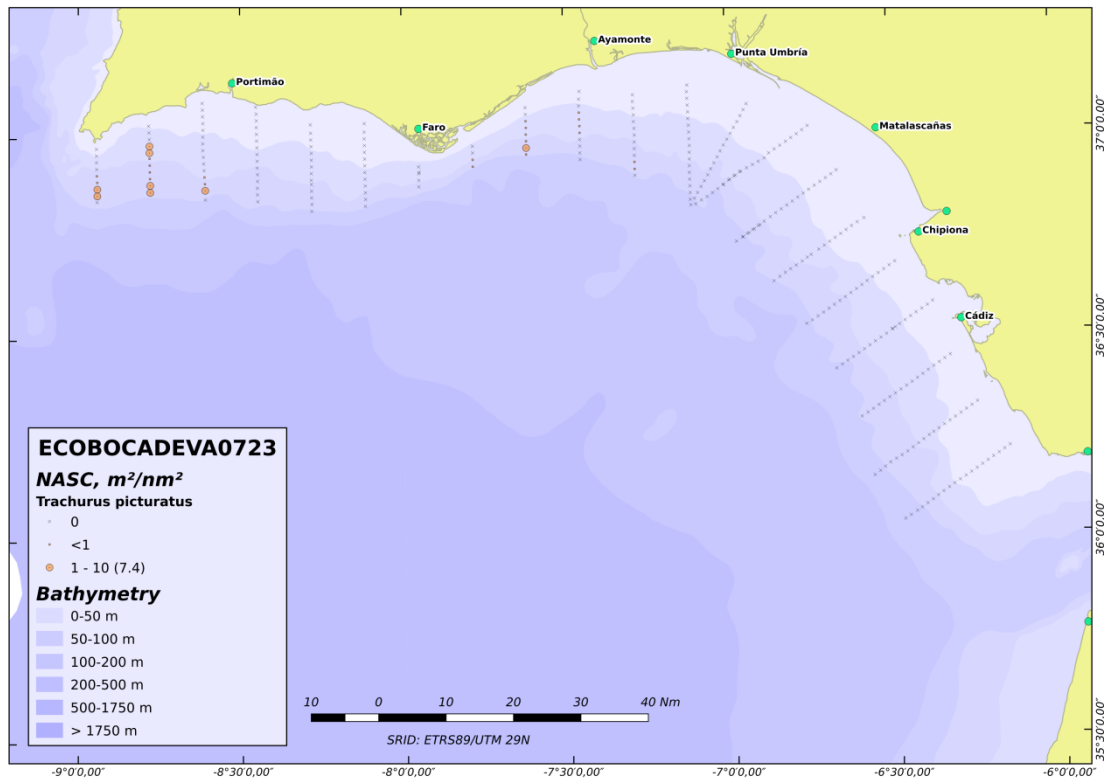 Ayamonte
Punta Umbría
Portimão
Faro
Matalascañas
Chipiona
Cádiz
37°0'0,00"
36°30'0,00"
36°0'0,00"
35°30'0,00"
ECOBOCADEVA0723
NASC, m²/nm²
Trachurus picturatus
0
<1
1 - 10 (7.4)
Bathymetry
0-50 m
50-100 m
100-200 m
200-500 m
500-1750 m
> 1750 m
10 0 10 20 30 40 Nm
SRID: ETRS89/UTM 29N
-9°0'0,00" -8°30'0,00" -8°0'0,00" -7°30'0,00" -7°0'0,00" -6°30'0,00" -6°0'0,00"